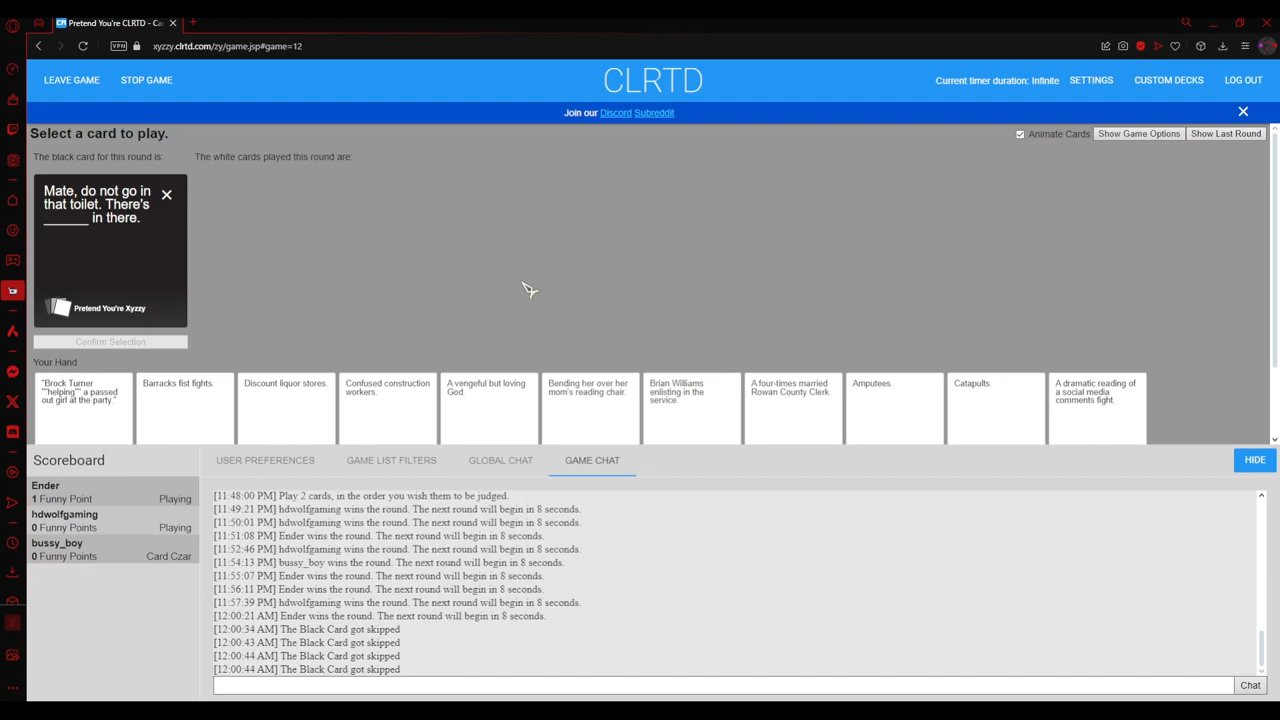 Pretend You're CLRTD - Ca
VPN
xyzzy.clrtd.com/zy/game.jsp#game=12
LEAVE GAME
STOP GAME
CLRTD
Current timer duration: Infinite
SETTINGS
CUSTOM DECKS
LOG OUT
Join our Discord Subreddit
Select a card to play.
Animate Cards
Show Game Options
Show Last Round
The black card for this round is:
The white cards played this round are:
Mate, do not go in
that toilet. There's
______ in there.
Pretend You're Xyzzy
Confirm Selection
Your Hand
"Brock Turner
""helping"" a passed
out girl at the party."
Barracks fist fights.
Discount liquor stores.
Confused construction
workers.
A vengeful but loving
God.
Bending her over her
mom's reading chair.
Brian Williams
enlisting in the
service.
A four-times married
Rowan County Clerk.
Amputees.
Catapults.
A dramatic reading of
a social media
comments fight.
Scoreboard
USER PREFERENCES
GAME LIST FILTERS
GLOBAL CHAT
GAME CHAT
HIDE
Ender
1 Funny Point
Playing
hdwolfgaming
0 Funny Points
Playing
bussy_boy
0 Funny Points
Card Czar
[11:48:00 PM] Play 2 cards, in the order you wish them to be judged.
[11:49:21 PM] hdwolfgaming wins the round. The next round will begin in 8 seconds.
[11:50:01 PM] hdwolfgaming wins the round. The next round will begin in 8 seconds.
[11:51:08 PM] Ender wins the round. The next round will begin in 8 seconds.
[11:52:46 PM] hdwolfgaming wins the round. The next round will begin in 8 seconds.
[11:54:13 PM] bussy_boy wins the round. The next round will begin in 8 seconds.
[11:55:07 PM] Ender wins the round. The next round will begin in 8 seconds.
[11:56:11 PM] Ender wins the round. The next round will begin in 8 seconds.
[11:57:39 PM] hdwolfgaming wins the round. The next round will begin in 8 seconds.
[12:00:21 AM] Ender wins the round. The next round will begin in 8 seconds.
[12:00:34 AM] The Black Card got skipped
[12:00:43 AM] The Black Card got skipped
[12:00:44 AM] The Black Card got skipped
[12:00:44 AM] The Black Card got skipped
Chat